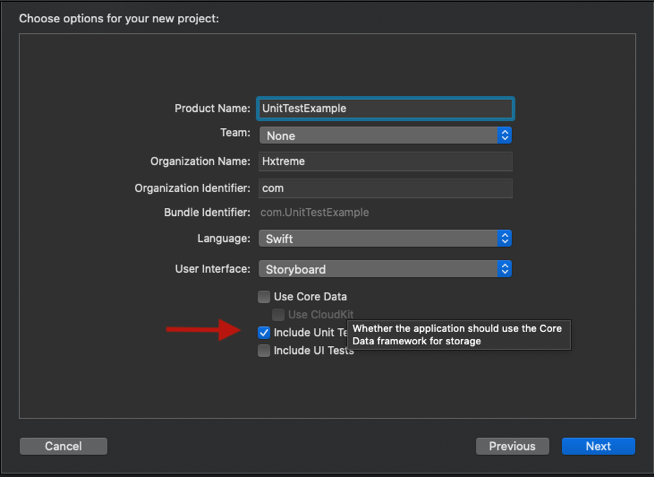 Choose options for your new project:
Product Name: UnitTestExample
Team: None
Organization Name: Hxtreme
Organization Identifier: com
Bundle Identifier: com.UnitTestExample
Language: Swift
User Interface: Storyboard
Use Core Data
Use CloudKit
Include Unit Te
Whether the application should use the Core
Data framework for storage
Include UI Tests
Cancel Previous Next